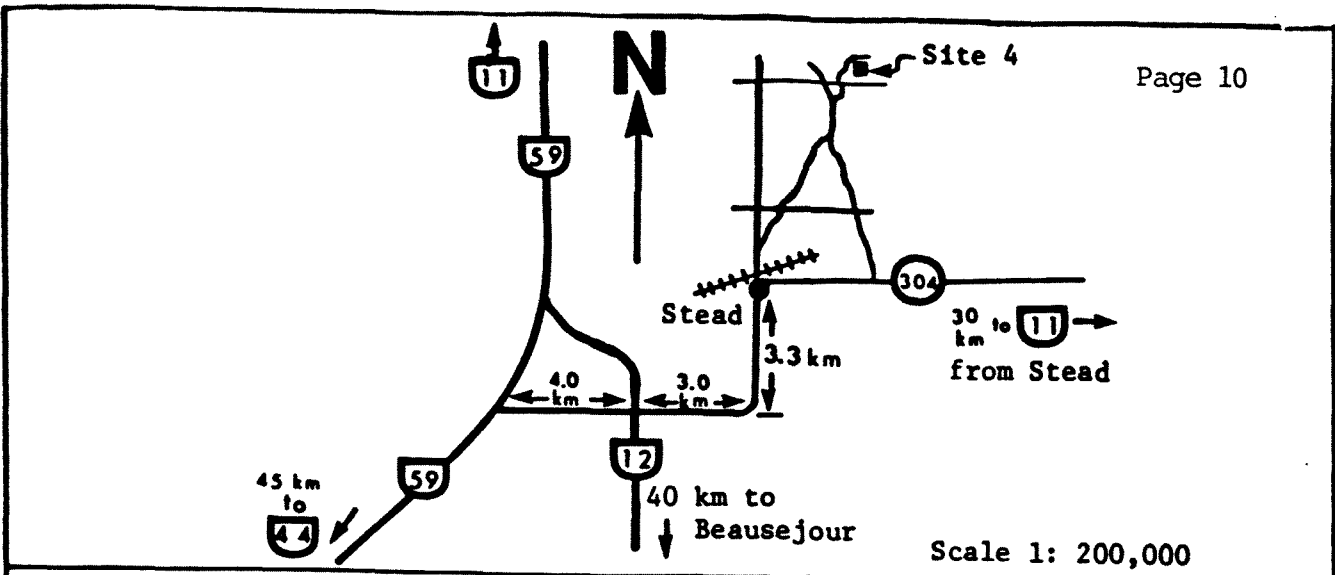 11
N
Site 4
Page 10
59
304
Stead
30
km to 11
from Stead
3.3 km
4.0
km
3.0
km
12
59
45 km
to
44
40 km to
Beausejour
Scale 1: 200,000